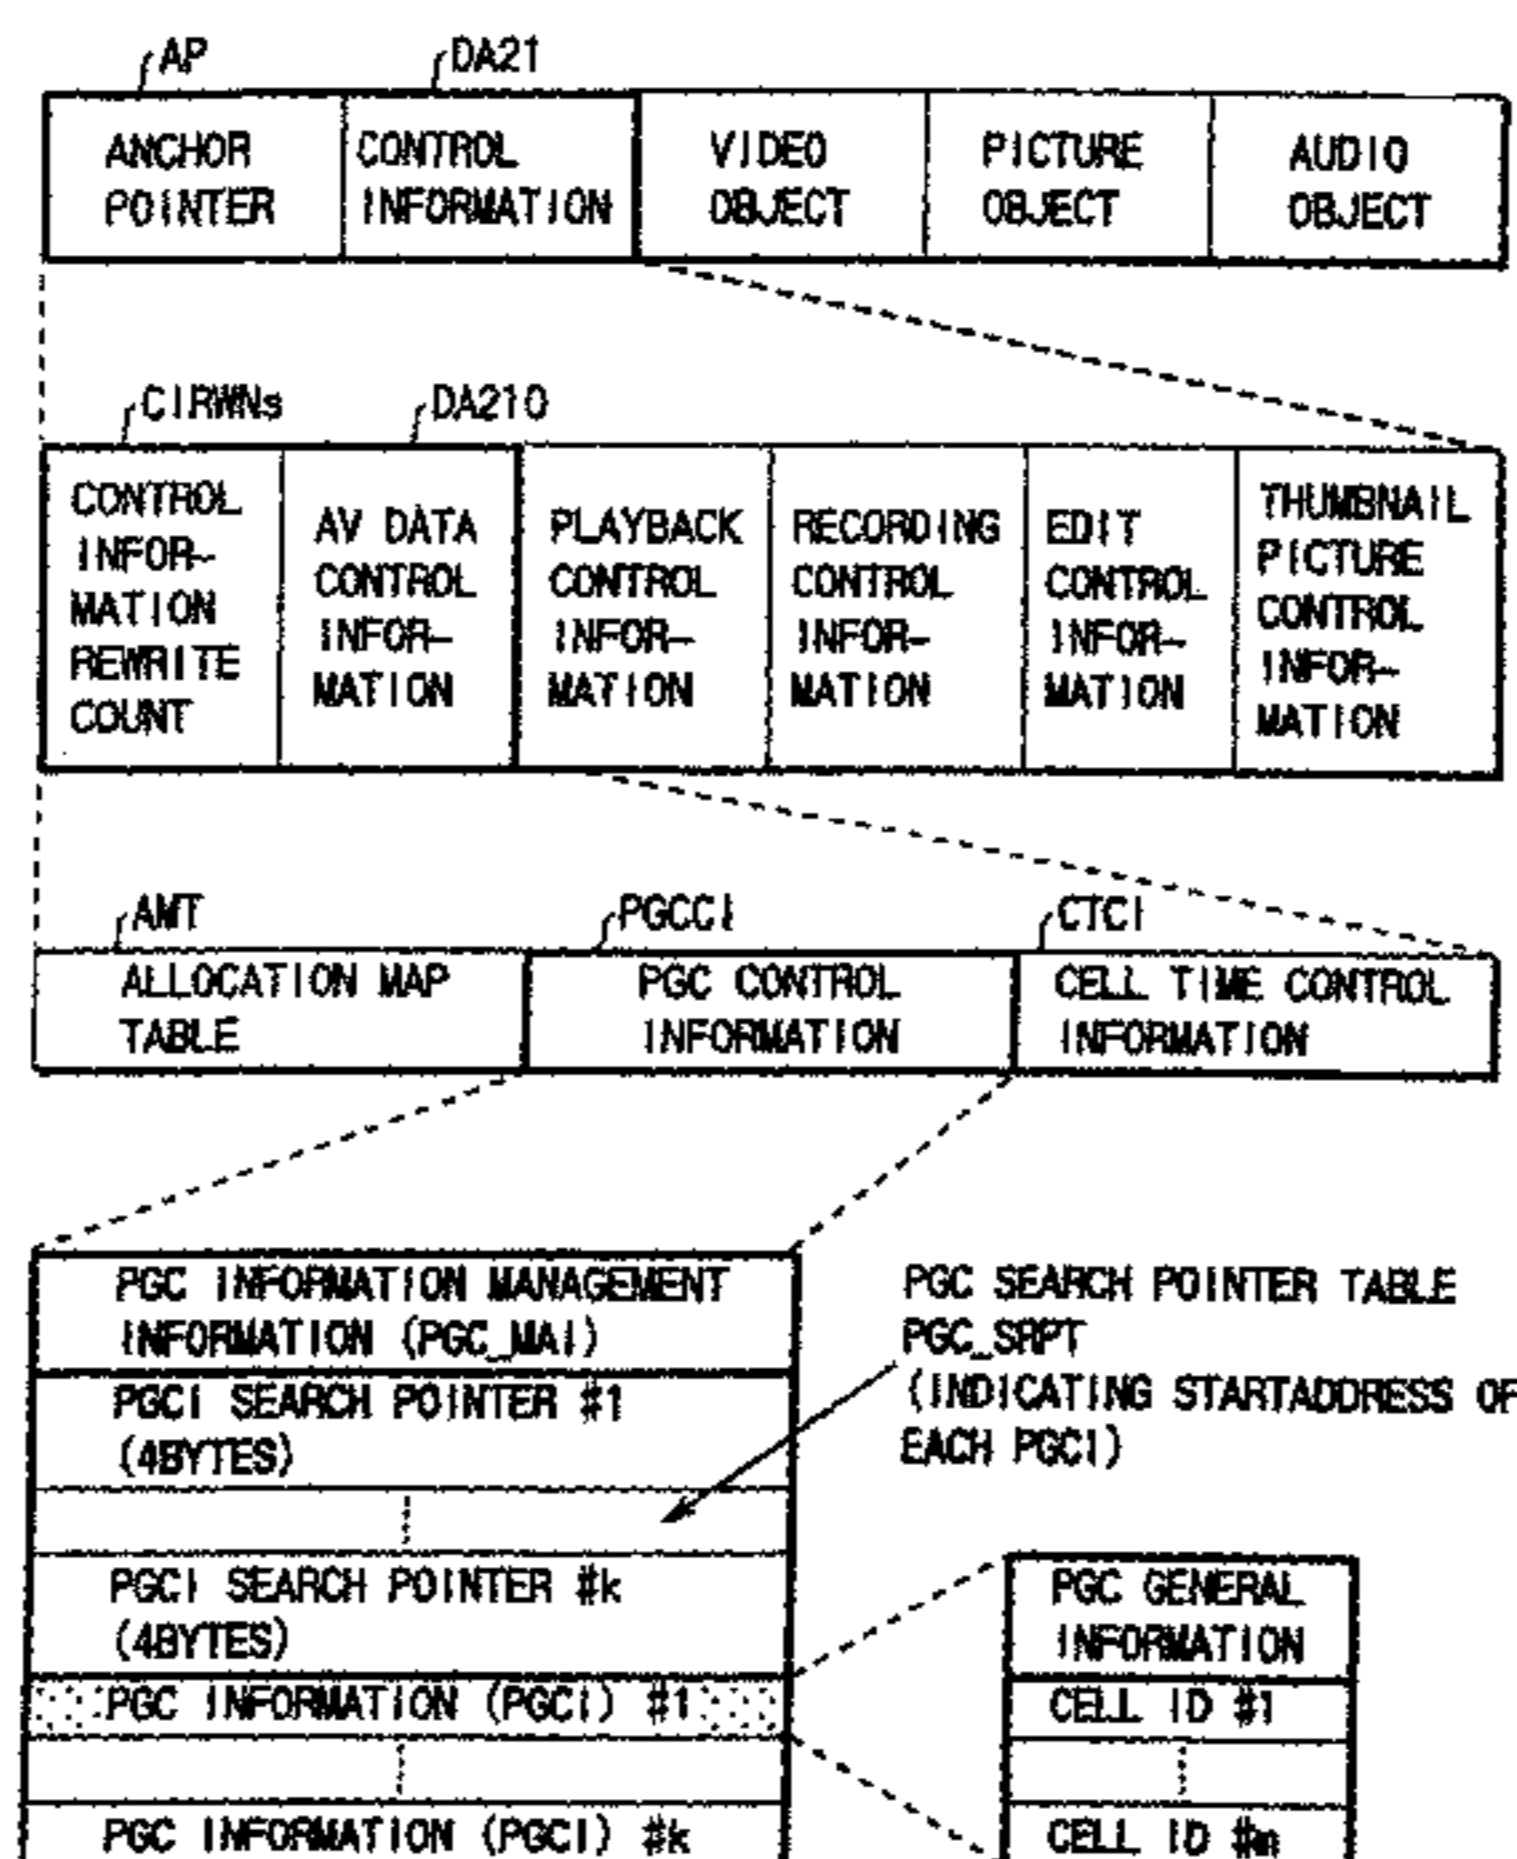 AP
DA21
ANCHOR
POINTER
CONTROL
INFORMATION
VIDEO
OBJECT
PICTURE
OBJECT
AUDIO
OBJECT
CIRWNs
DA210
CONTROL
INFOR-
MATION
REWRITE
COUNT
AV DATA
CONTROL
INFOR-
MATION
PLAYBACK
CONTROL
INFOR-
MATION
RECORDING
CONTROL
INFOR-
MATION
EDIT
CONTROL
INFOR-
MATION
THUMBNAIL
PICTURE
CONTROL
INFOR-
MATION
AMT
PGCCI
CTCI
ALLOCATION MAP
TABLE
PGC CONTROL
INFORMATION
CELL TIME CONTROL
INFORMATION
PGC INFORMATION MANAGEMENT
INFORMATION (PGC_MAI)
PGCI SEARCH POINTER #1
(4BYTES)
PGCI SEARCH POINTER #k
(4BYTES)
PGC INFORMATION (PGCI) #1
PGC INFORMATION (PGCI) #k
PGC SEARCH POINTER TABLE
PGC_SRPT
(INDICATING STARTADDRESS OF
EACH PGCI)
PGC GENERAL
INFORMATION
CELL ID #1
CELL ID #m